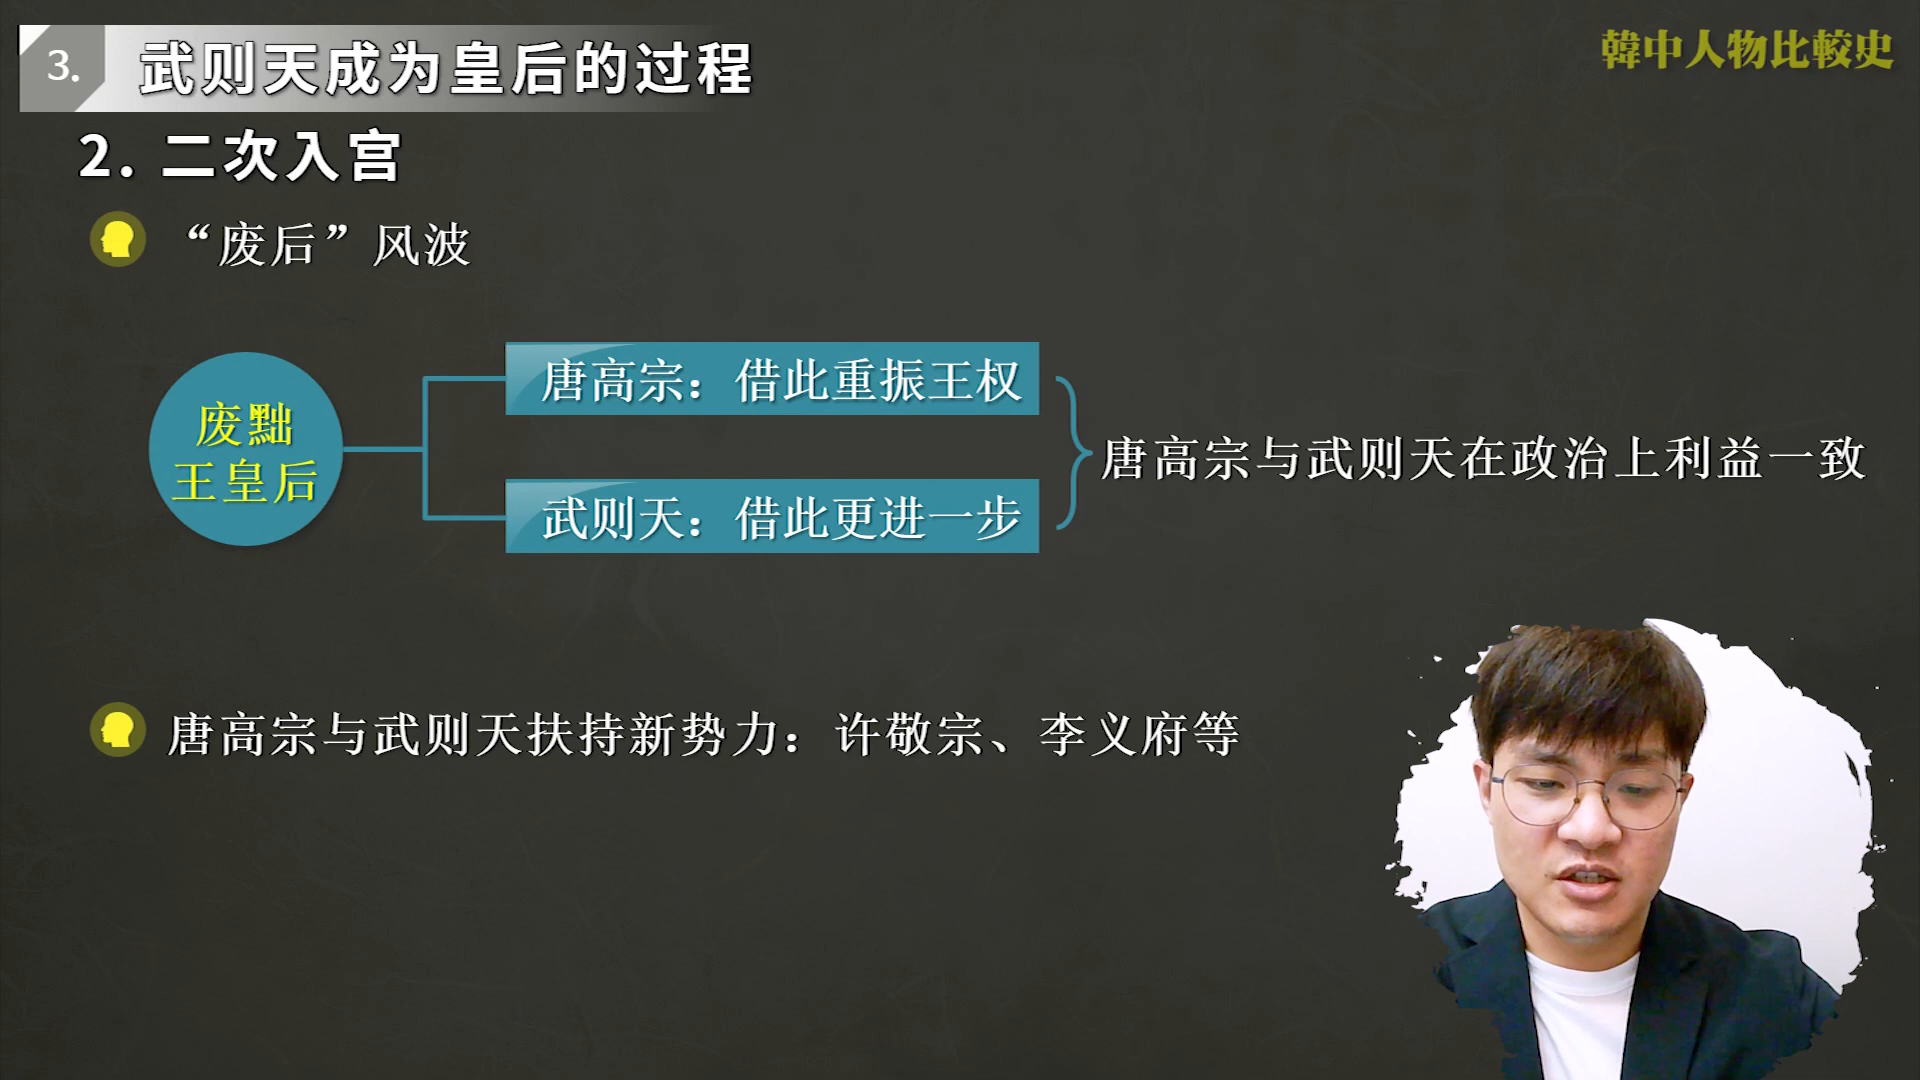 3. 武则天成为皇后的过程
韓中人物比較史
2. 二次入宫
“废后”风波
废黜
王皇后
唐高宗：借此重振王权
武则天：借此更进一步
唐高宗与武则天在政治上利益一致
唐高宗与武则天扶持新势力：许敬宗、李义府等